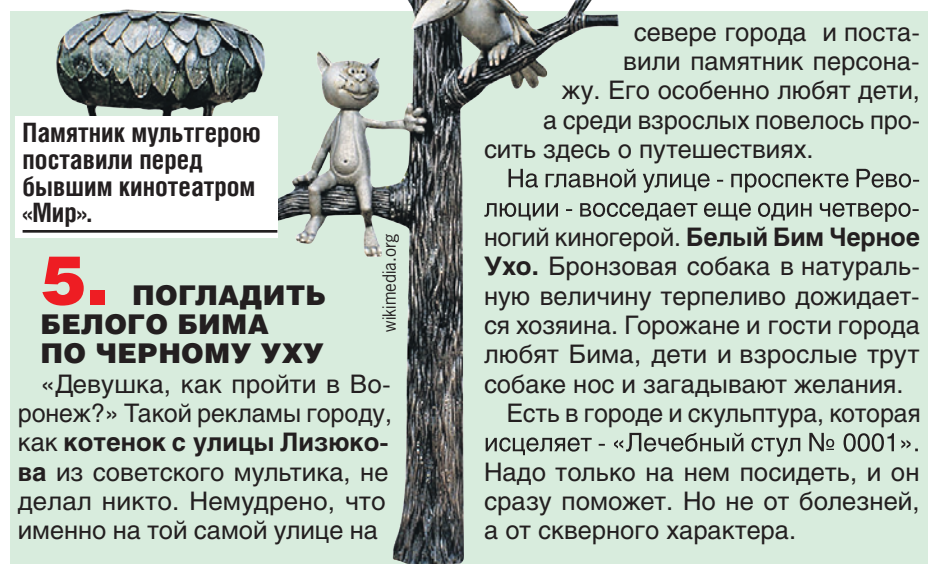 Памятник мультгерою
поставили перед
бывшим кинотеатром
«Мир».
wikimedia.org
5. ПОГЛАДИТЬ
БЕЛОГО БИМА
ПО ЧЕРНОМУ УХУ
«Девушка, как пройти в Во-
ронеж?» Такой рекламы городу,
как котенок с улицы Лизюко-
ва из советского мультика, не
делал никто. Немудрено, что
именно на той самой улице на
севере города и поста-
вили памятник персона-
жу. Его особенно любят дети,
а среди взрослых повелось про-
сить здесь о путешествиях.
На главной улице - проспекте Рево-
люции - восседает еще один четверо-
ногий киногерой. Белый Бим Черное
Ухо. Бронзовая собака в натураль-
ную величину терпеливо дожидает-
ся хозяина. Горожане и гости города
любят Бима, дети и взрослые трут
собаке нос и загадывают желания.
Есть в городе и скульптура, которая
исцеляет - «Лечебный стул № 0001».
Надо только на нем посидеть, и он
сразу поможет. Но не от болезней,
а от скверного характера.